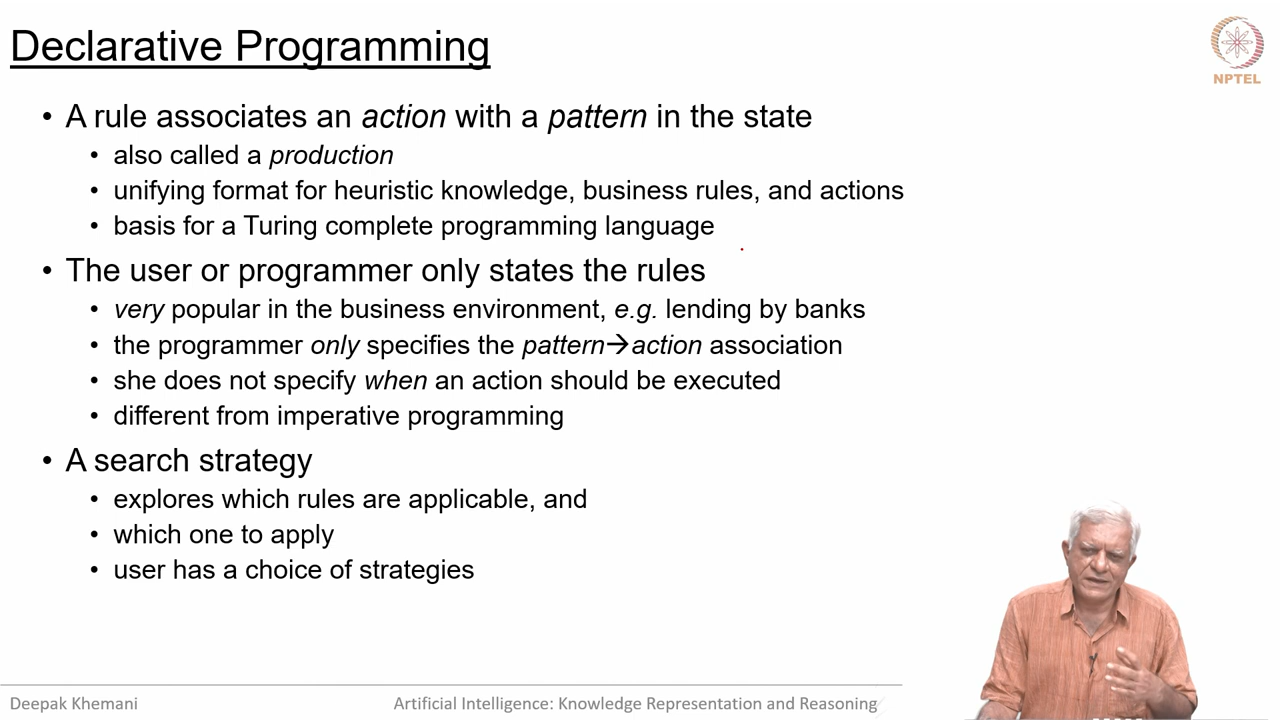 Declarative Programming
NPTEL
• A rule associates an action with a pattern in the state
• also called a production
• unifying format for heuristic knowledge, business rules, and actions
• basis for a Turing complete programming language
• The user or programmer only states the rules
• very popular in the business environment, e.g. lending by banks
• the programmer only specifies the pattern→action association
• she does not specify when an action should be executed
• different from imperative programming
• A search strategy
• explores which rules are applicable, and
• which one to apply
• user has a choice of strategies
Deepak Khemani
Artificial Intelligence: Knowledge Representation and Reasoning